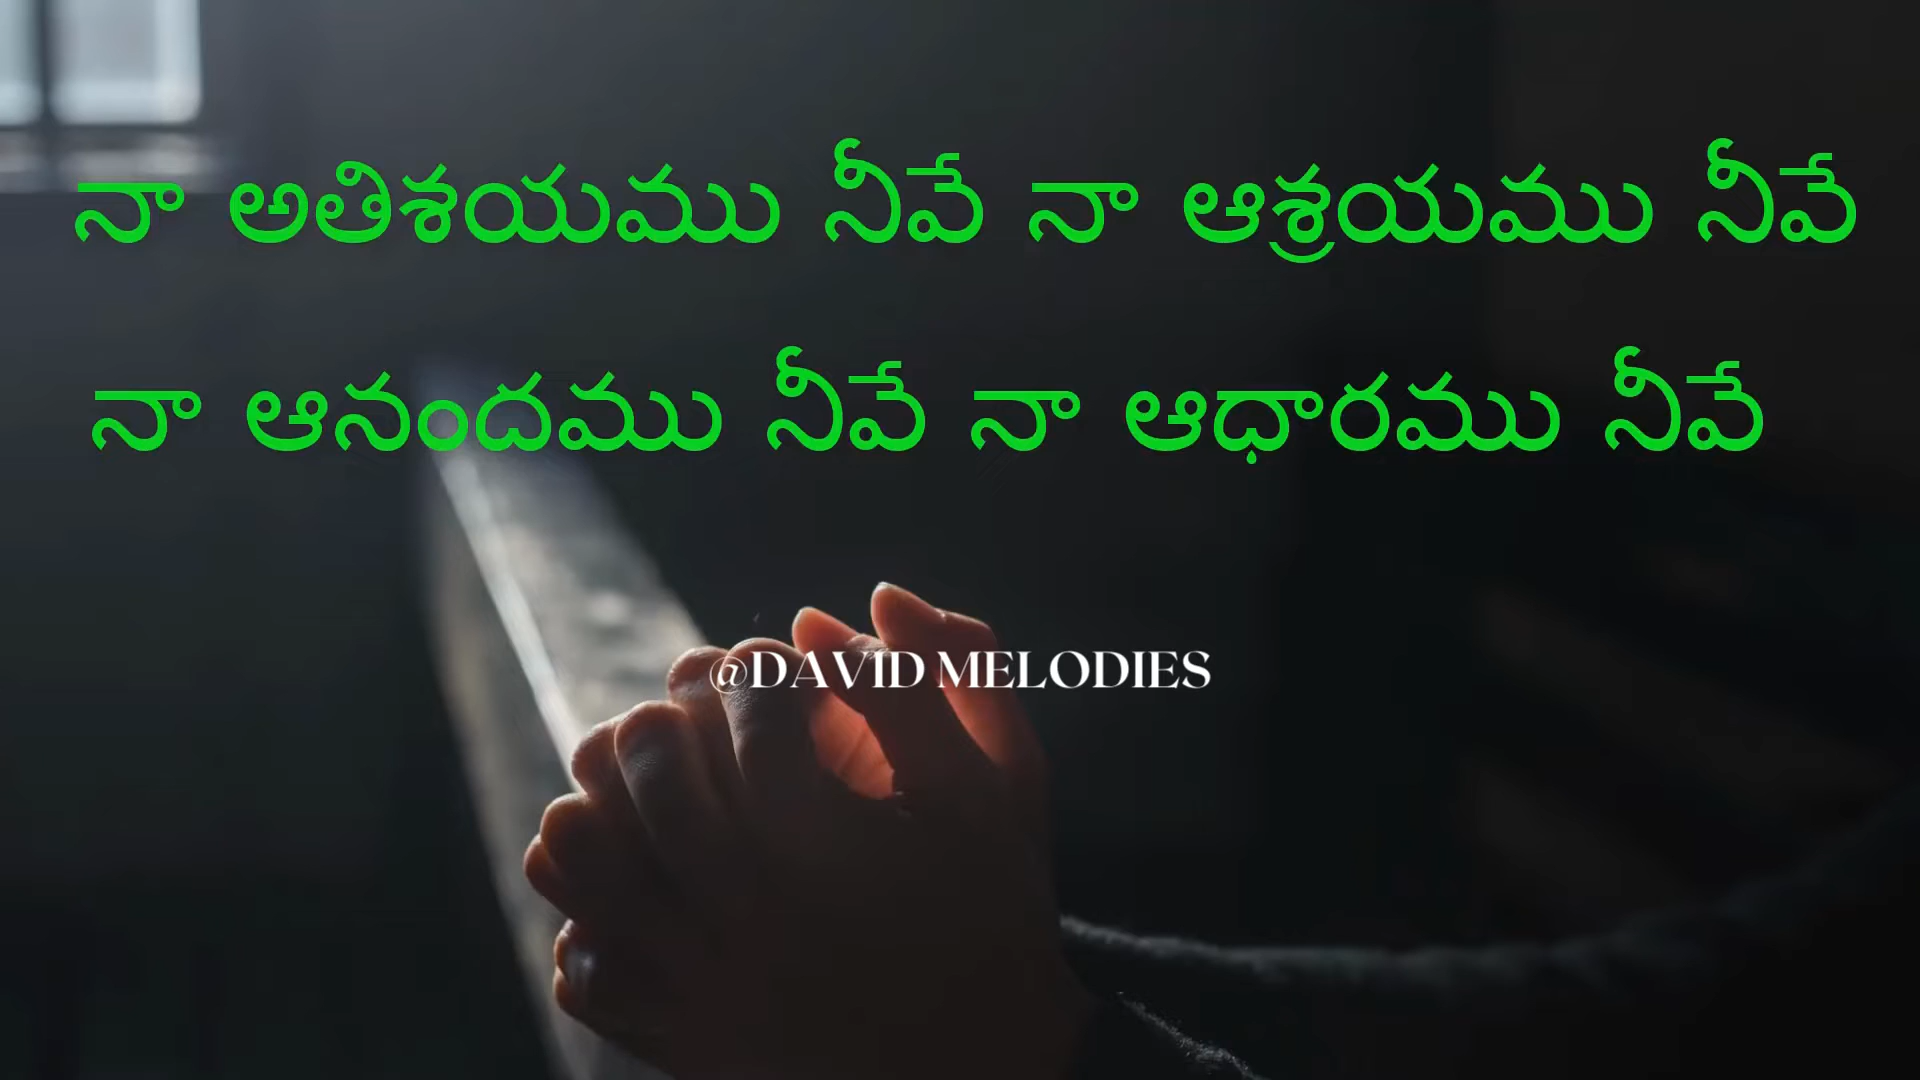 నా అతిశయము నీవే నా ఆశ్రయము నీవే
నా ఆనందము నీవే నా ఆధారము నీవే
@DAVID MELODIES